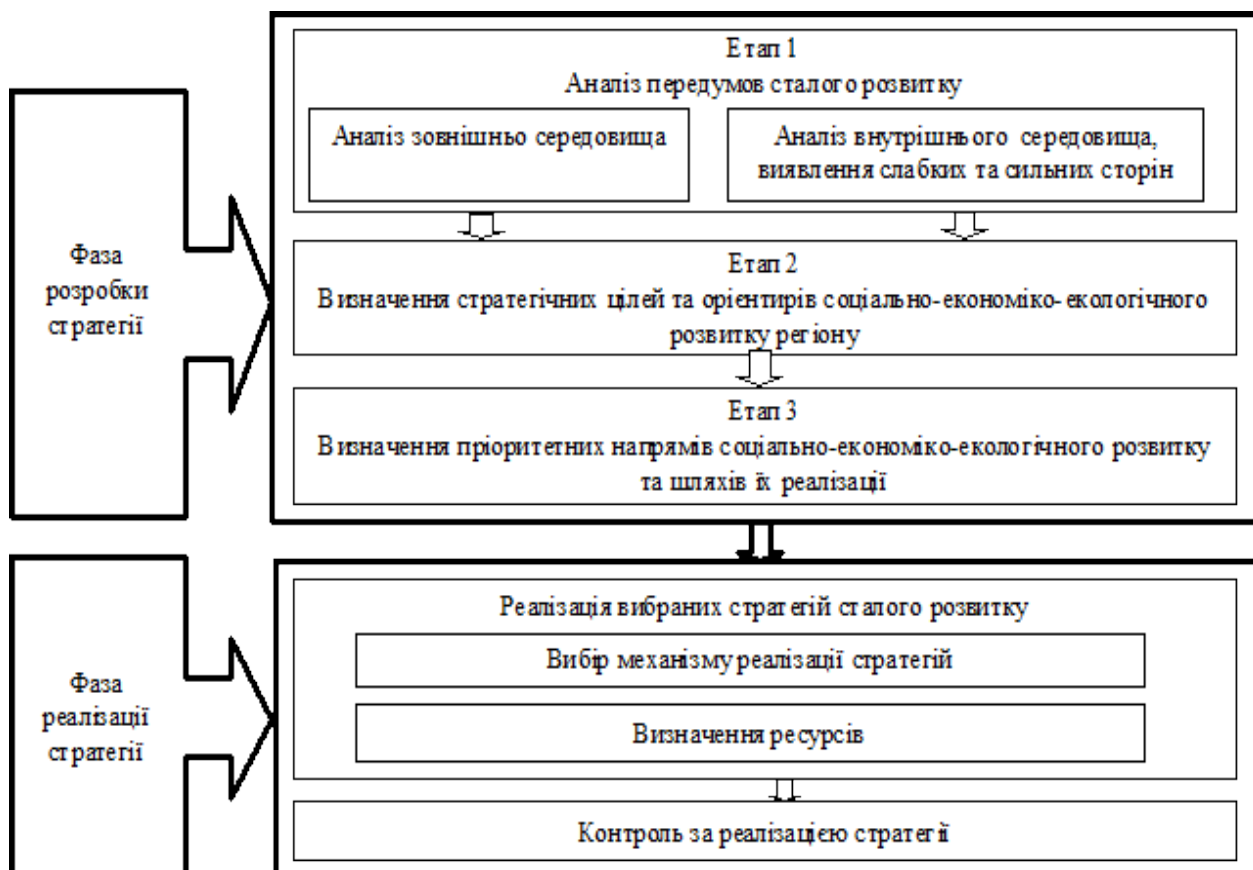 Етап 1
Аналіз передумов сталого розвитку
Аналіз зовнішньо середовища
Аналіз внутрішнього середовища,
виявлення слабких та сильних сторін
Фаза
розробки
стратегії
Етап 2
Визначення стратегічних цілей та орієнтирів соціально-економіко-екологічного
розвитку регіону
Етап 3
Визначення пріоритетних напрямів соціально-економіко-екологічного розвитку
та шляхів їх реалізації
Фаза
реалізації
стратегії
Реалізація вибраних стратегій сталого розвитку
Вибір механізму реалізації стратегій
Визначення ресурсів
Контроль за реалізацією стратегії